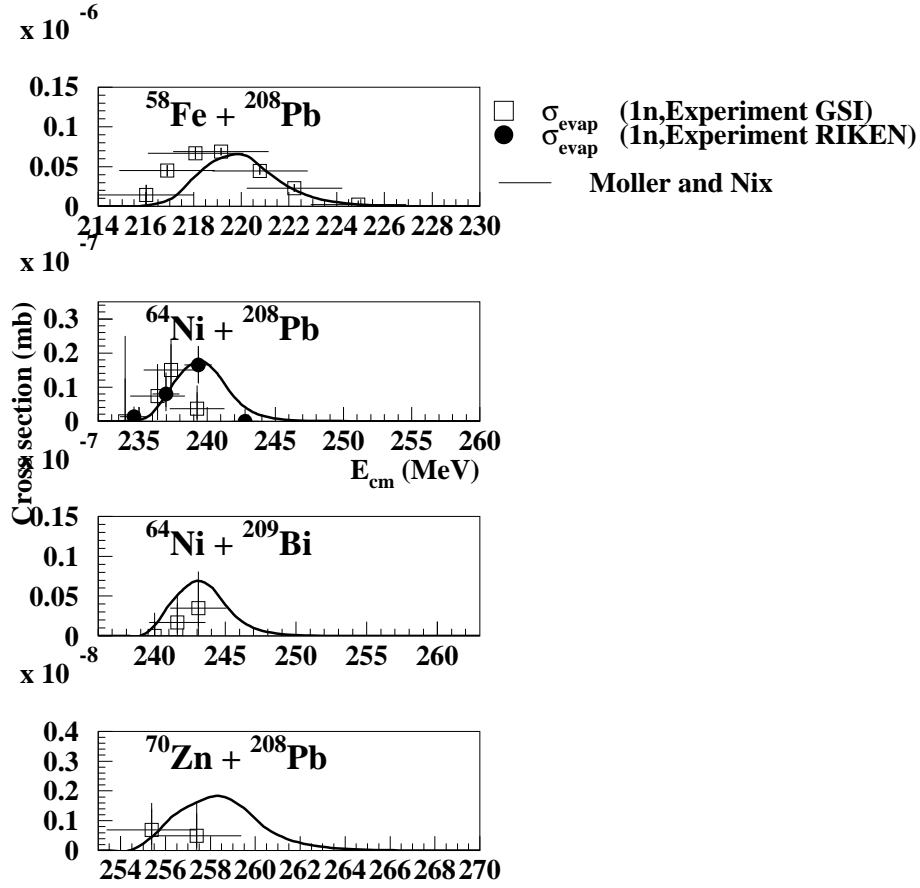 x 10 -6
0.15
58Fe + 208Pb
0.1
0.05
0
214 216 218 220 222 224 226 228 230
σevap (1n,Experiment GSI)
σevap (1n,Experiment RIKEN)
Moller and Nix
x 10 -7
64Ni + 208Pb
0.3
0.2
0.1
0
235 240 245 250 255 260
Ecm (MeV)
Cross section (mb)
x 10 -7
0.15
64Ni + 209Bi
0.1
0.05
0
240 245 250 255 260
x 10 -8
0.4
70Zn + 208Pb
0.3
0.2
0.1
0
254 256 258 260 262 264 266 268 270